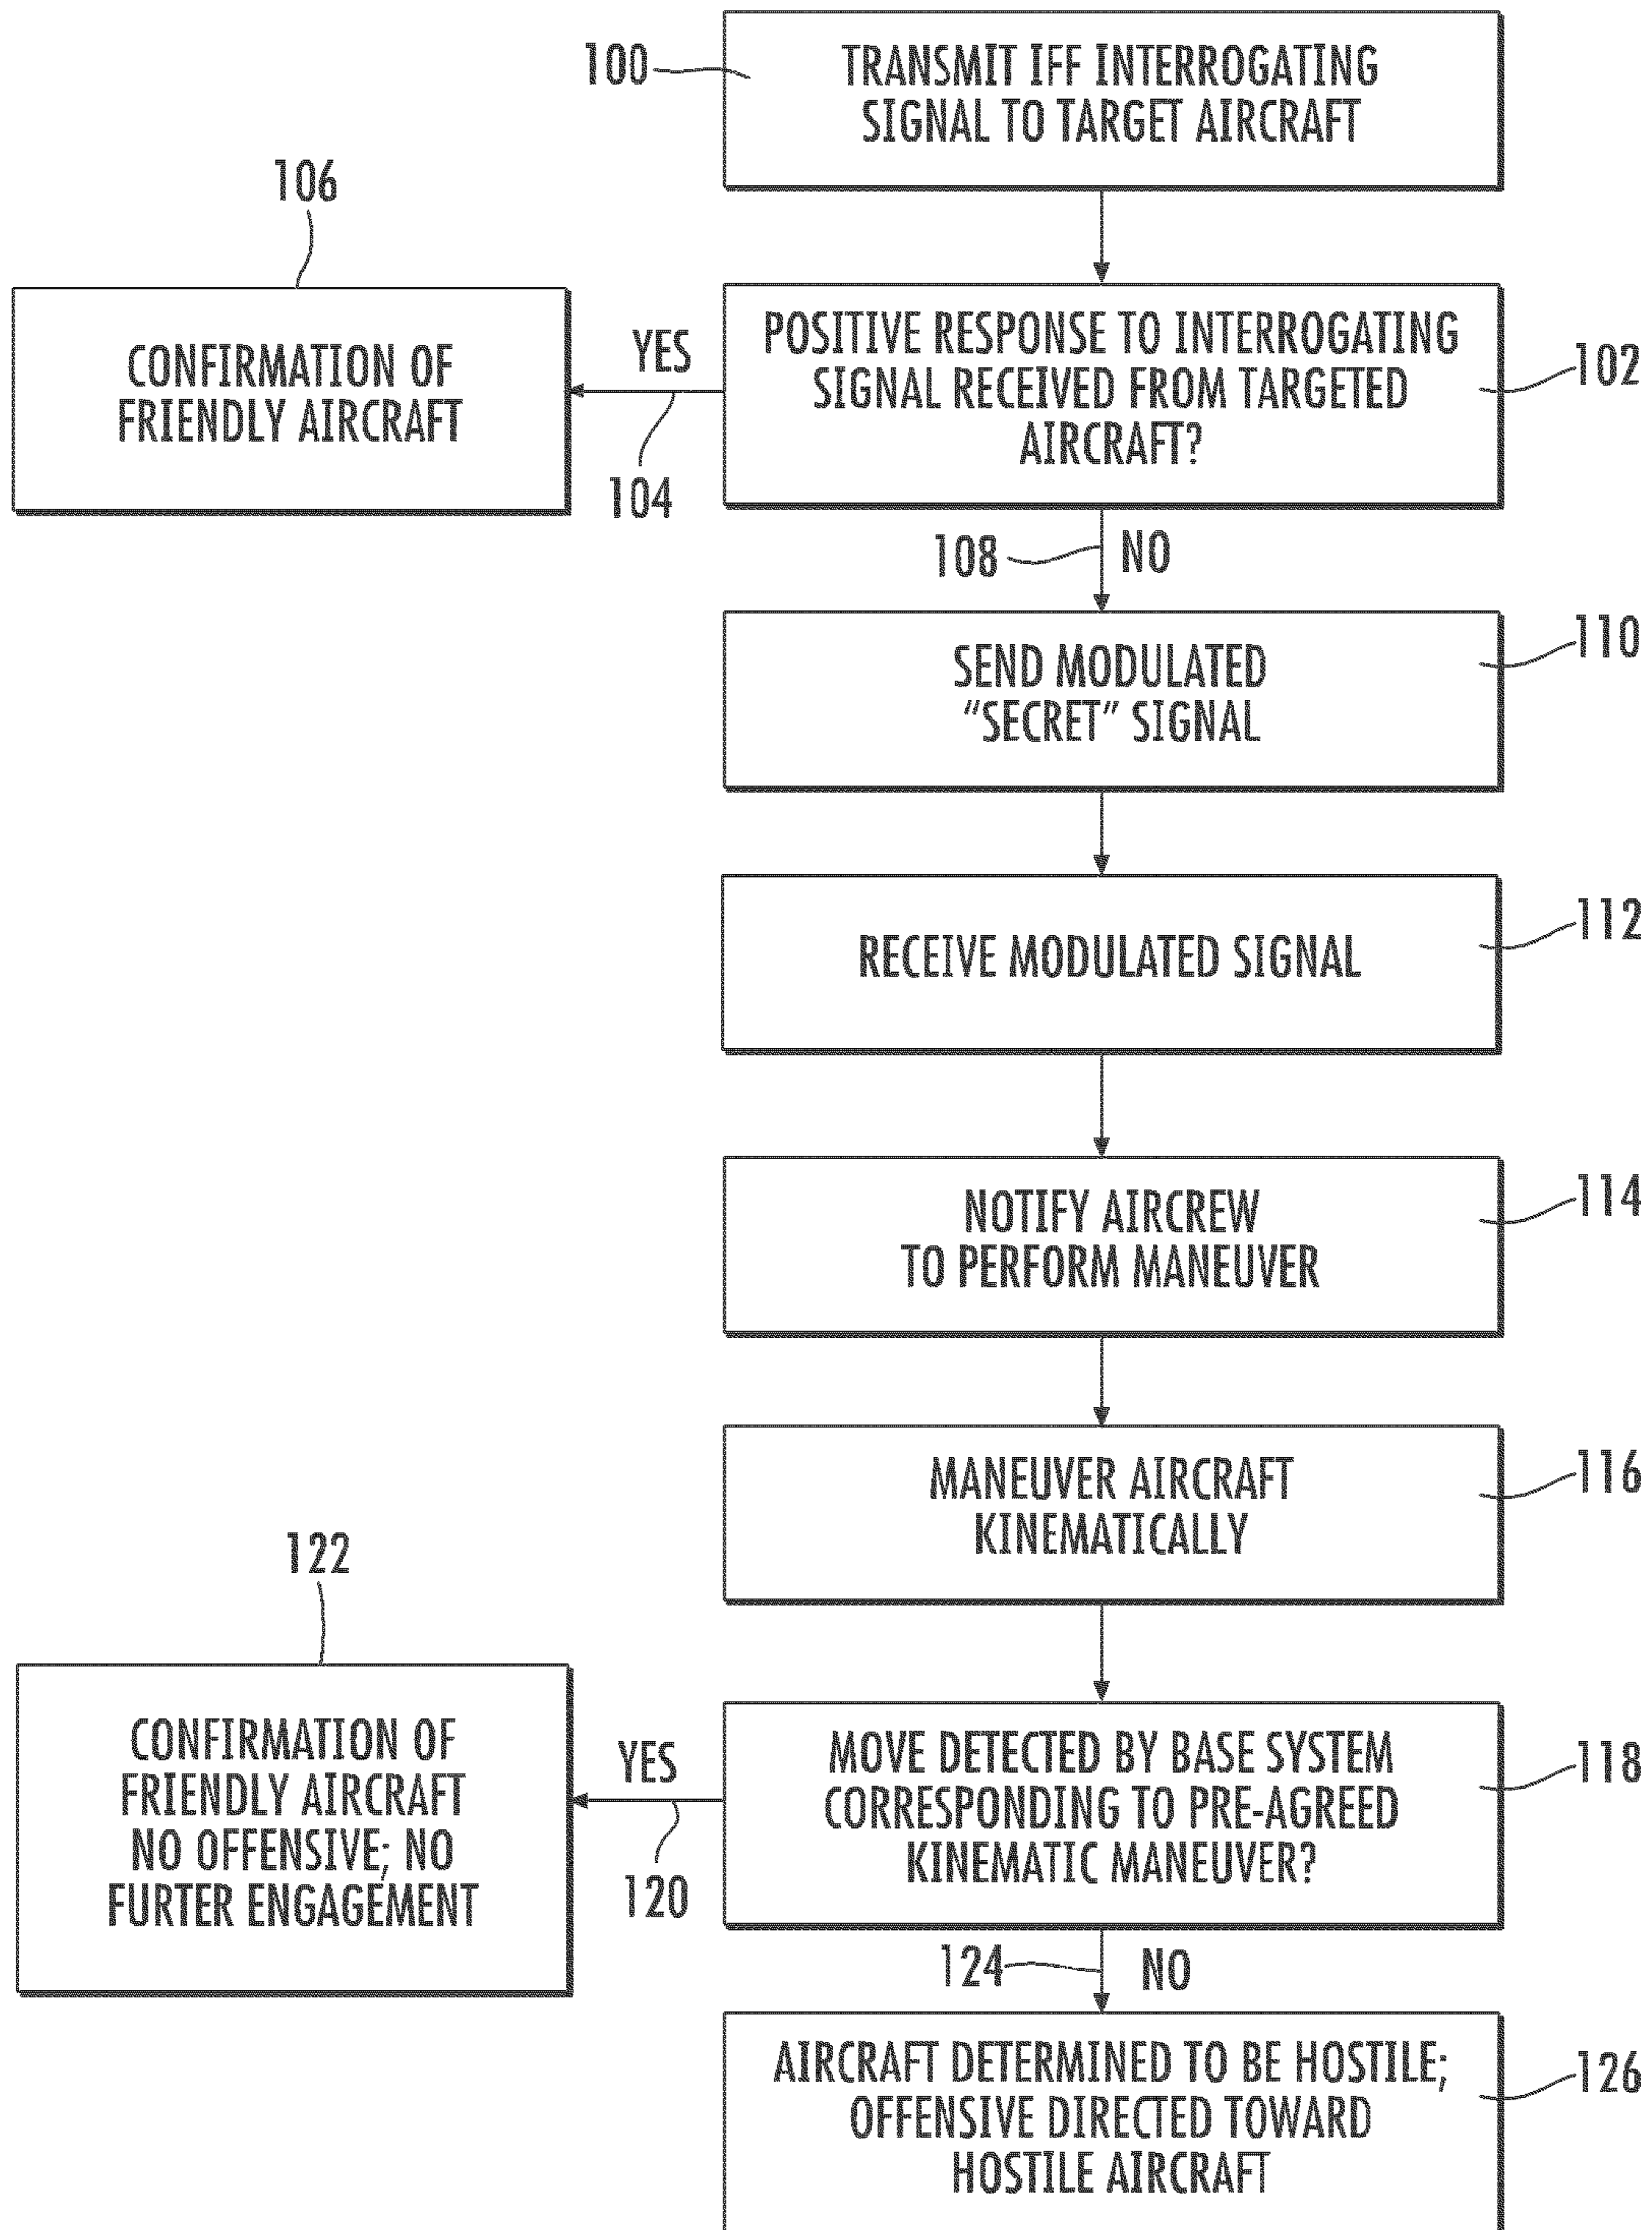 100
TRANSMIT IFF INTERROGATING
SIGNAL TO TARGET AIRCRAFT
106
CONFIRMATION OF
FRIENDLY AIRCRAFT
YES
104
POSITIVE RESPONSE TO INTERROGATING
SIGNAL RECEIVED FROM TARGETED
AIRCRAFT?
102
108
NO
SEND MODULATED
“SECRET” SIGNAL
110
RECEIVE MODULATED SIGNAL
112
NOTIFY AIRCREW
TO PERFORM MANEUVER
114
MANEUVER AIRCRAFT
KINEMATICALLY
116
122
CONFIRMATION OF
FRIENDLY AIRCRAFT
NO OFFENSIVE; NO
FURTER ENGAGEMENT
YES
120
MOVE DETECTED BY BASE SYSTEM
CORRESPONDING TO PRE-AGREED
KINEMATIC MANEUVER?
118
124
NO
AIRCRAFT DETERMINED TO BE HOSTILE;
OFFENSIVE DIRECTED TOWARD
HOSTILE AIRCRAFT
126